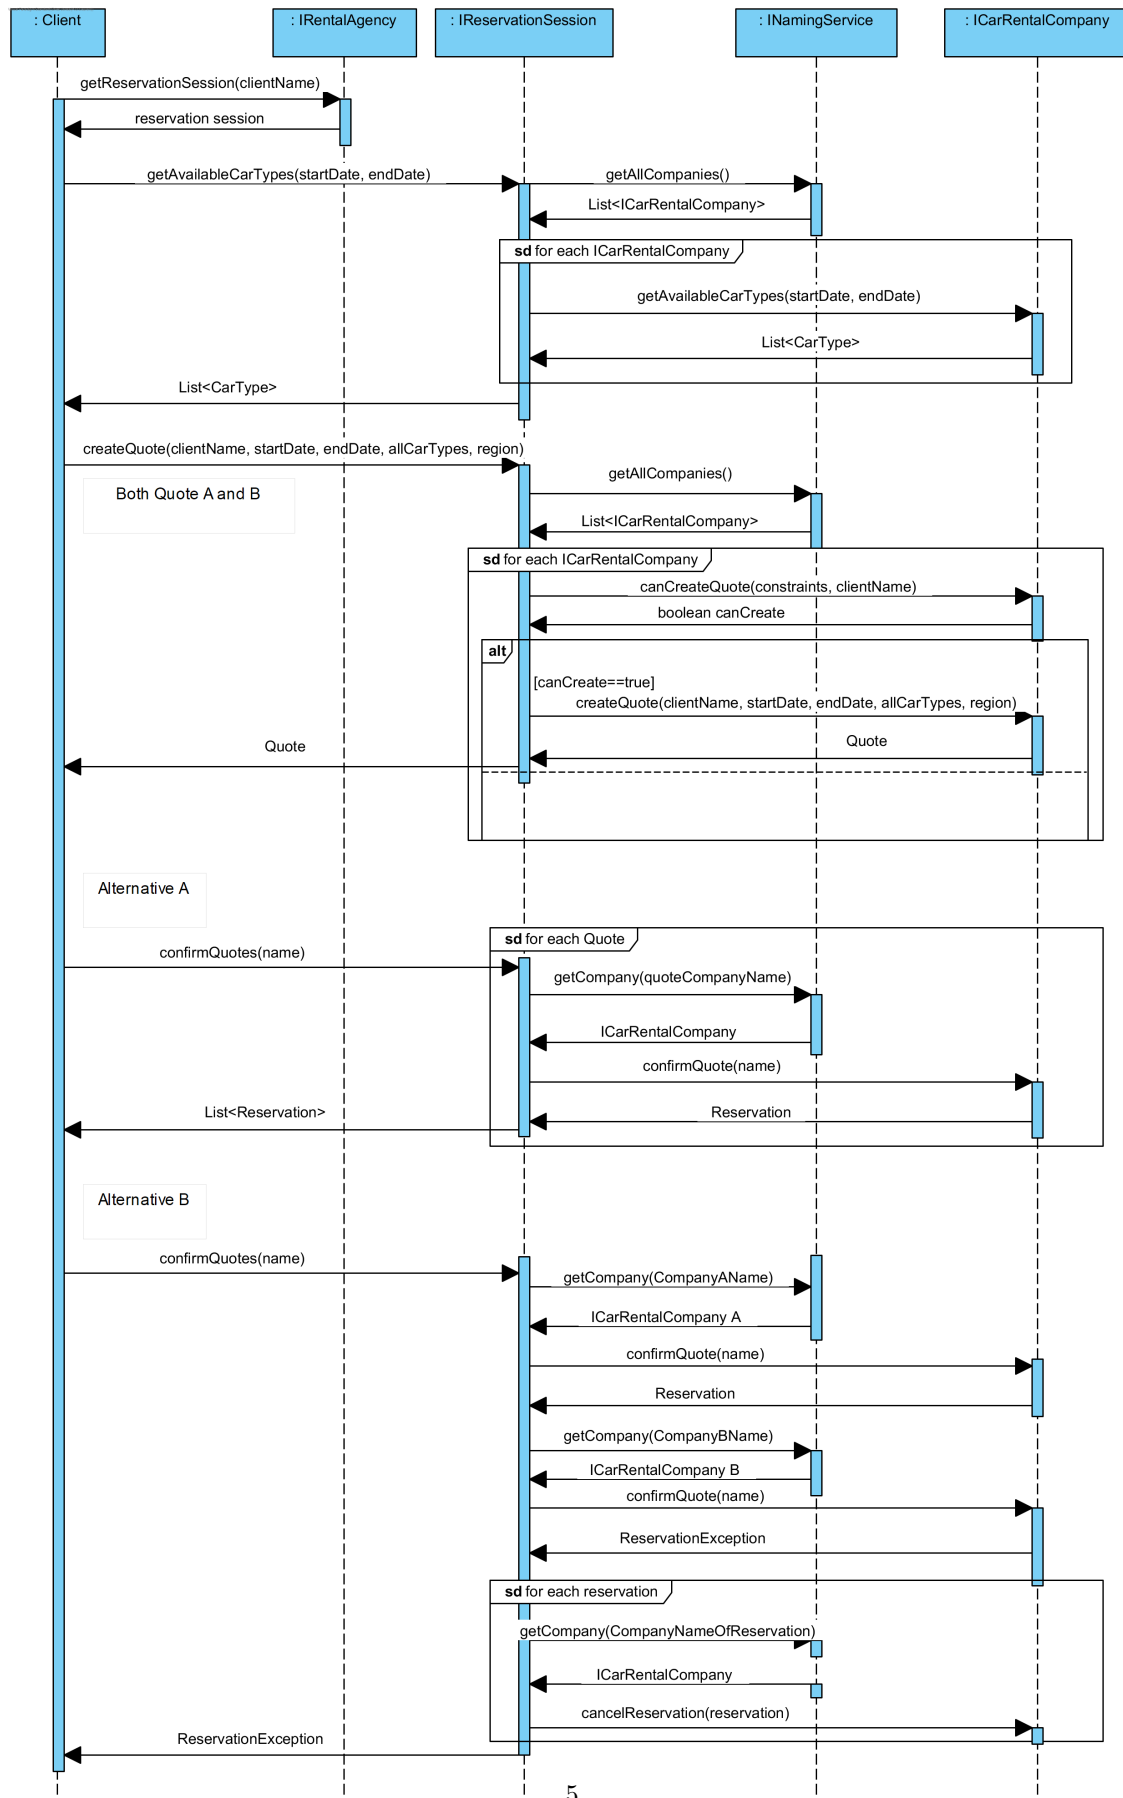 : Client
: IRentalAgency
: IReservationSession
: INamingService
: ICarRentalCompany
getReservationSession(clientName)
reservation session
getAvailableCarTypes(startDate, endDate)
getAllCompanies()
List<ICarRentalCompany>
sd for each ICarRentalCompany
getAvailableCarTypes(startDate, endDate)
List<CarType>
List<CarType>
createQuote(clientName, startDate, endDate, allCarTypes, region)
getAllCompanies()
Both Quote A and B
List<ICarRentalCompany>
sd for each ICarRentalCompany
canCreateQuote(constraints, clientName)
boolean canCreate
alt
[canCreate==true]
createQuote(clientName, startDate, endDate, allCarTypes, region)
Quote
Quote
Alternative A
sd for each Quote
confirmQuotes(name)
getCompany(quoteCompanyName)
ICarRentalCompany
confirmQuote(name)
List<Reservation>
Reservation
Alternative B
confirmQuotes(name)
getCompany(CompanyAName)
ICarRentalCompany A
confirmQuote(name)
Reservation
getCompany(CompanyBName)
ICarRentalCompany B
confirmQuote(name)
ReservationException
sd for each reservation
getCompany(CompanyNameOfReservation)
ICarRentalCompany
cancelReservation(reservation)
ReservationException
5